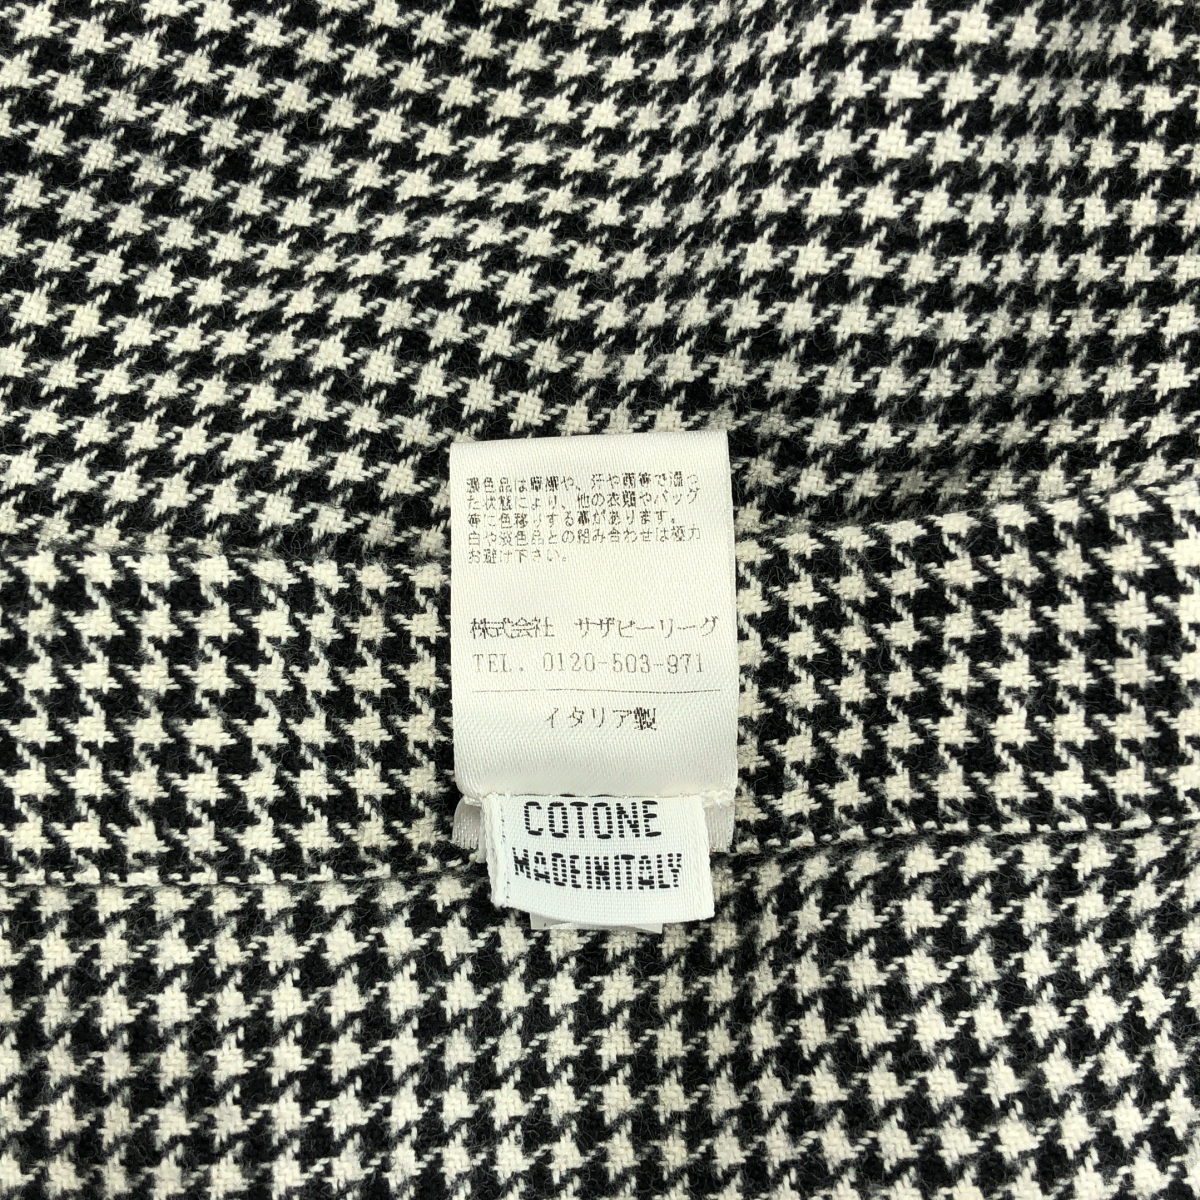 濃色品は摩擦や、汗や雨等で湿っ
た状態により、他の衣類やバッグ
等に色移りする事があります。
白や淡色品との組み合わせは極力
お避け下さい。
株式会社 サザビーリーグ
TEL. 0120-503-971
イタリア製
COTONE
MADEINITALY